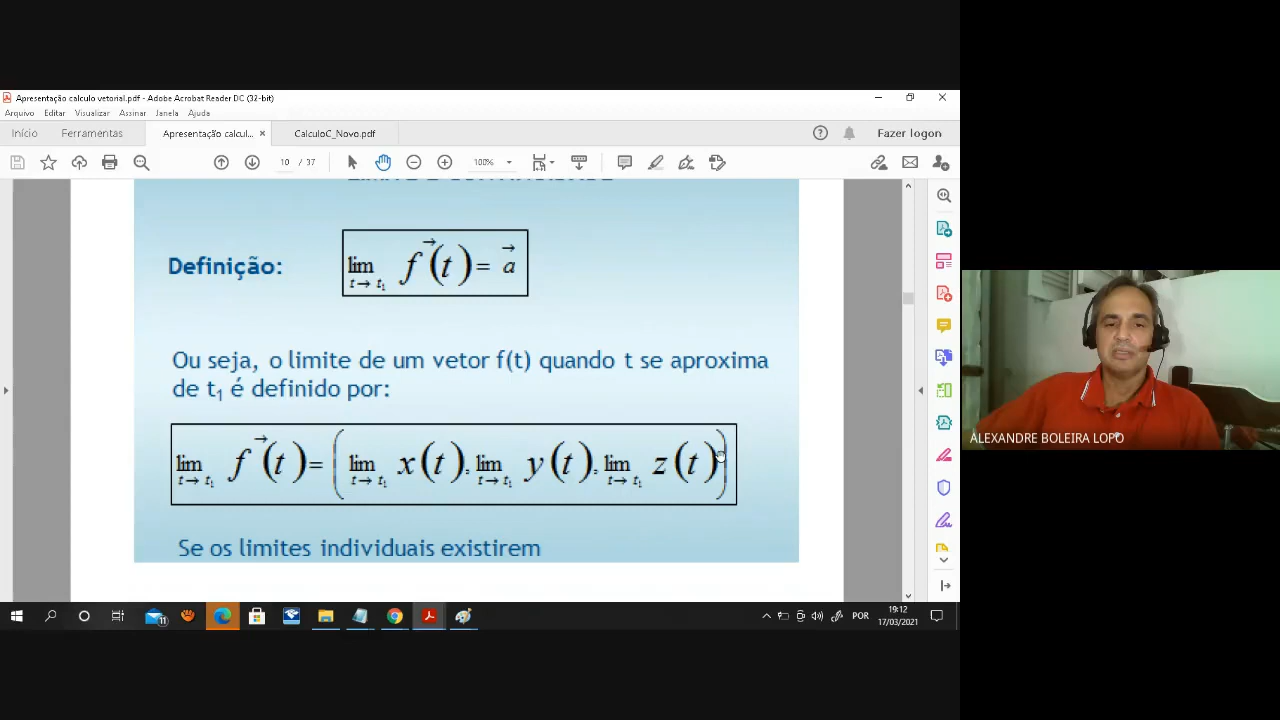 Apresentação calculo vetorial.pdf - Adobe Acrobat Reader DC (32-bit)
Arquivo Editar Visualizar Assinar Janela Ajuda
Início Ferramentas Apresentação calcul... × CalculoC_Novo.pdf Fazer logon
10 / 37 100%
LIMITE E CONTINUIDADE
Definição: lim t→t₁ f⃗(t) = a⃗
Ou seja, o limite de um vetor f(t) quando t se aproxima
de t₁ é definido por:
lim t→t₁ f⃗(t) = ( lim t→t₁ x(t), lim t→t₁ y(t), lim t→t₁ z(t) )
Se os limites individuais existirem
ALEXANDRE BOLEIRA LOPO
11
POR
19:12
17/03/2021